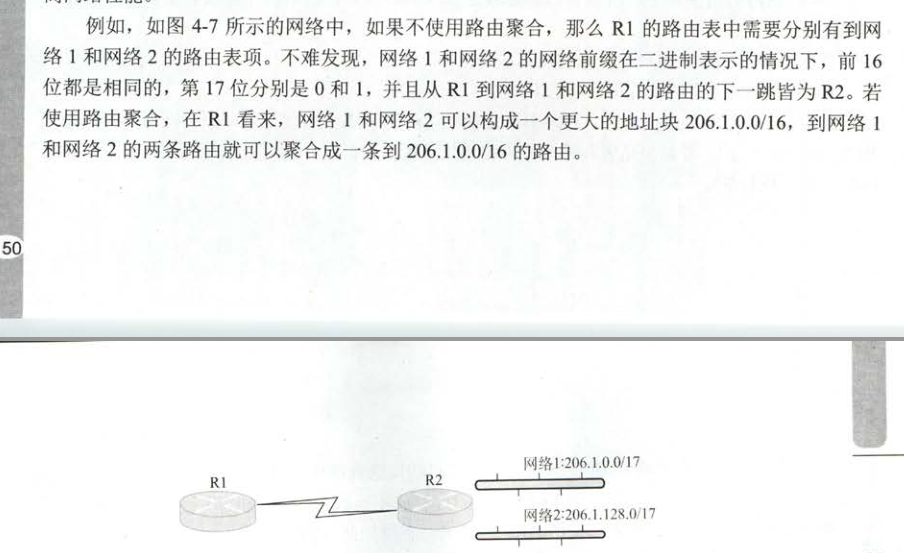 例如，如图 4-7 所示的网络中，如果不使用路由聚合，那么 R1 的路由表中需要分别有到网
络 1 和网络 2 的路由表项。不难发现，网络 1 和网络 2 的网络前缀在二进制表示的情况下，前 16
位都是相同的，第 17 位分别是 0 和 1，并且从 R1 到网络 1 和网络 2 的路由的下一跳皆为 R2。若
使用路由聚合，在 R1 看来，网络 1 和网络 2 可以构成一个更大的地址块 206.1.0.0/16，到网络 1
和网络 2 的两条路由就可以聚合成一条到 206.1.0.0/16 的路由。
50
网络1:206.1.0.0/17
R1
R2
网络2:206.1.128.0/17